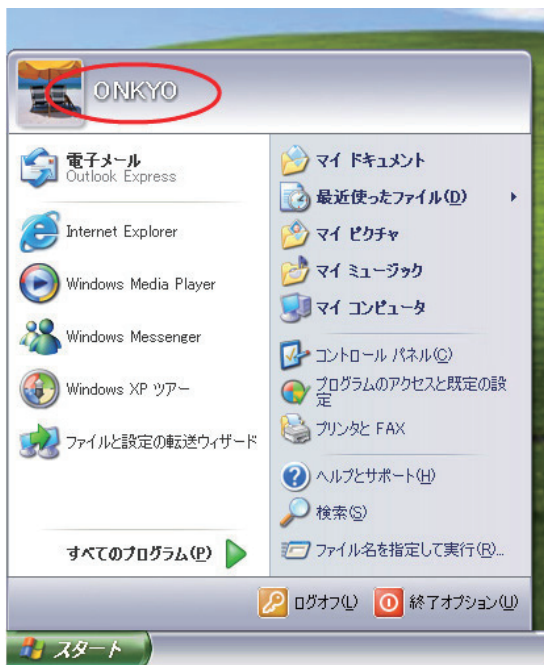 ONKYO
電子メール
Outlook Express
Internet Explorer
Windows Media Player
Windows Messenger
Windows XP ツアー
ファイルと設定の転送ウィザード
すべてのプログラム(P)
マイ ドキュメント
最近使ったファイル(D)
マイ ピクチャ
マイ ミュージック
マイ コンピュータ
コントロール パネル(C)
プログラムのアクセスと既定の設
定
プリンタと FAX
ヘルプとサポート(H)
検索(S)
ファイル名を指定して実行(R)...
ログオフ(L)
終了オプション(U)
スタート